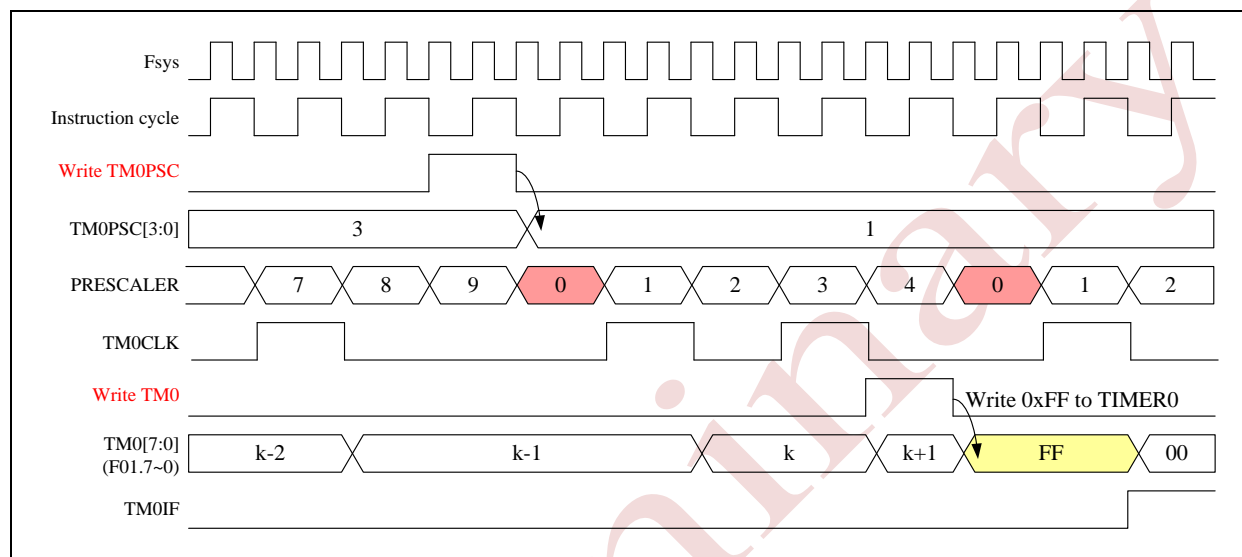 Fsys
Instruction cycle
Write TM0PSC
TM0PSC[3:0] 3 1
PRESCALER 7 8 9 0 1 2 3 4 0 1 2
TM0CLK
Write TM0 Write 0xFF to TIMER0
TM0[7:0] k-2 k-1 k k+1 FF 00
(F01.7~0)
TM0IF
inary